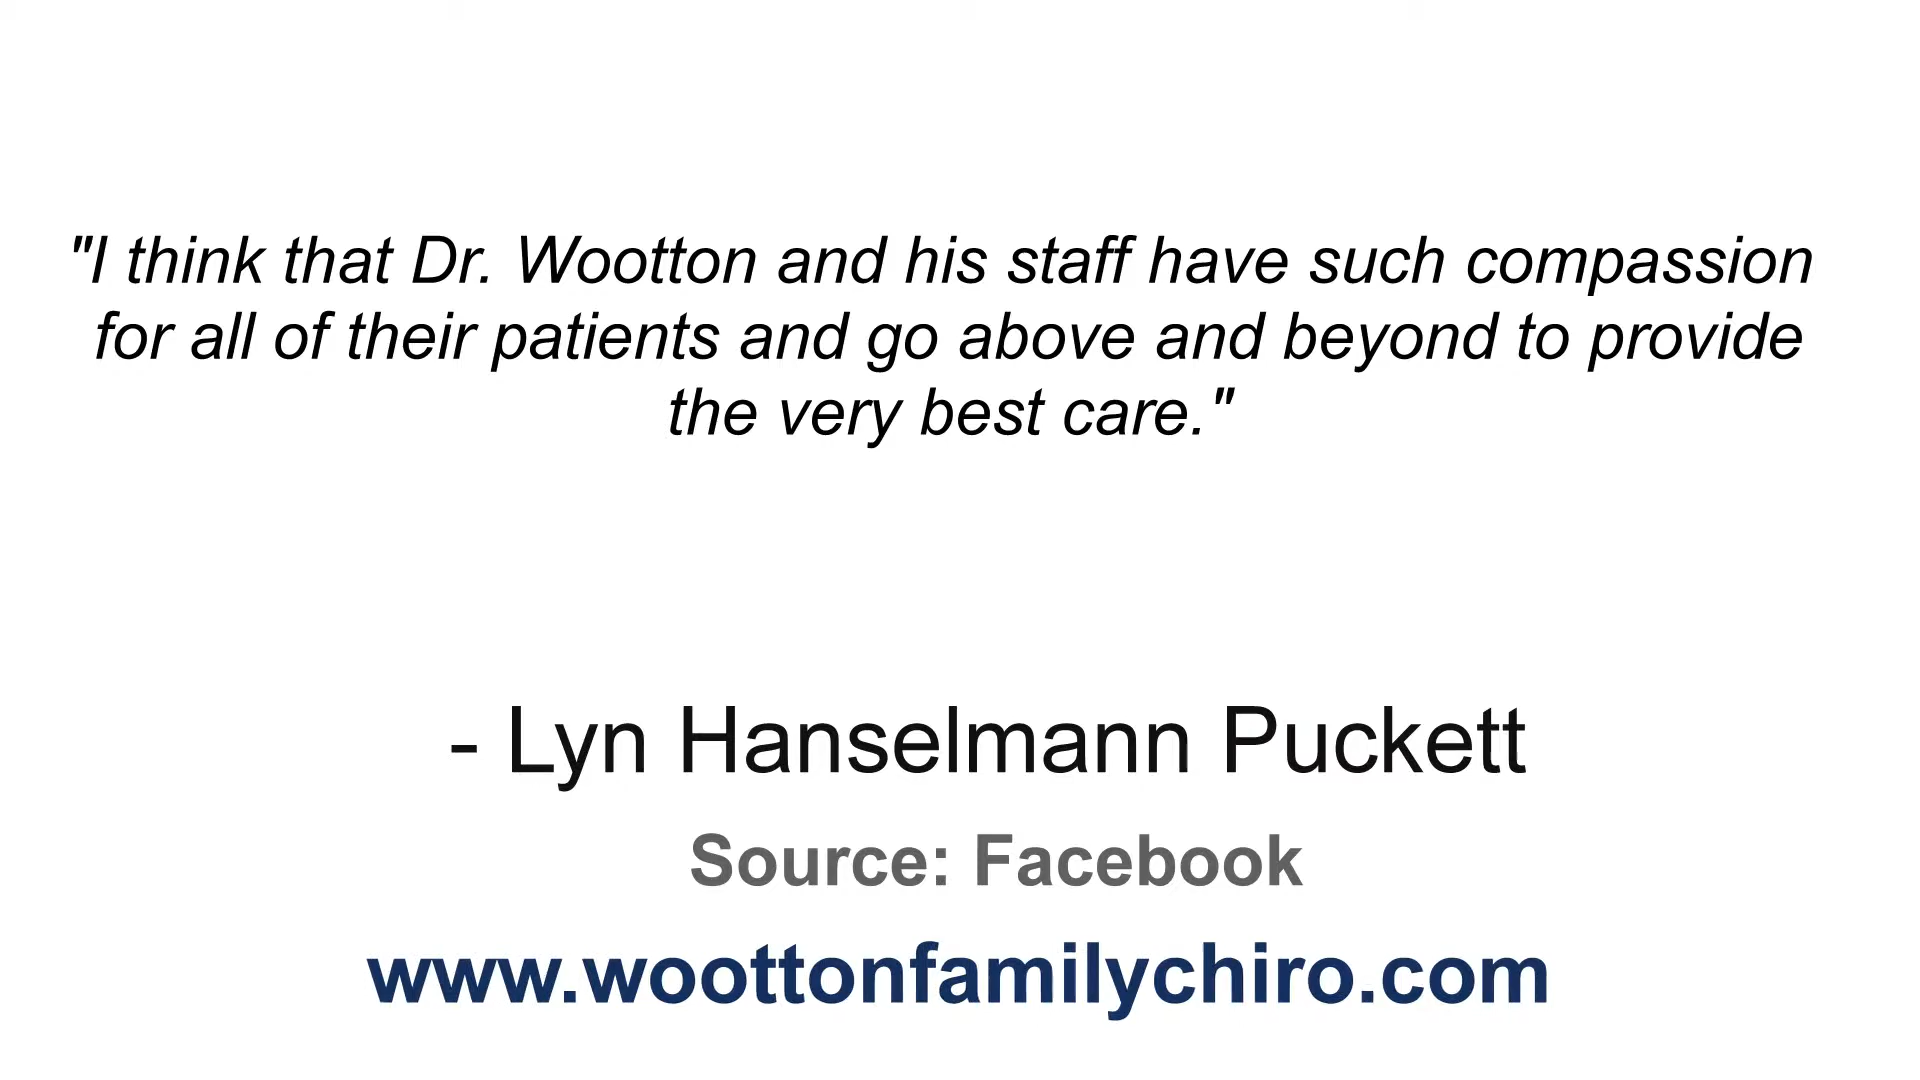 "I think that Dr. Wootton and his staff have such compassion
for all of their patients and go above and beyond to provide
the very best care."
- Lyn Hanselmann Puckett
Source: Facebook
www.woottonfamilychiro.com